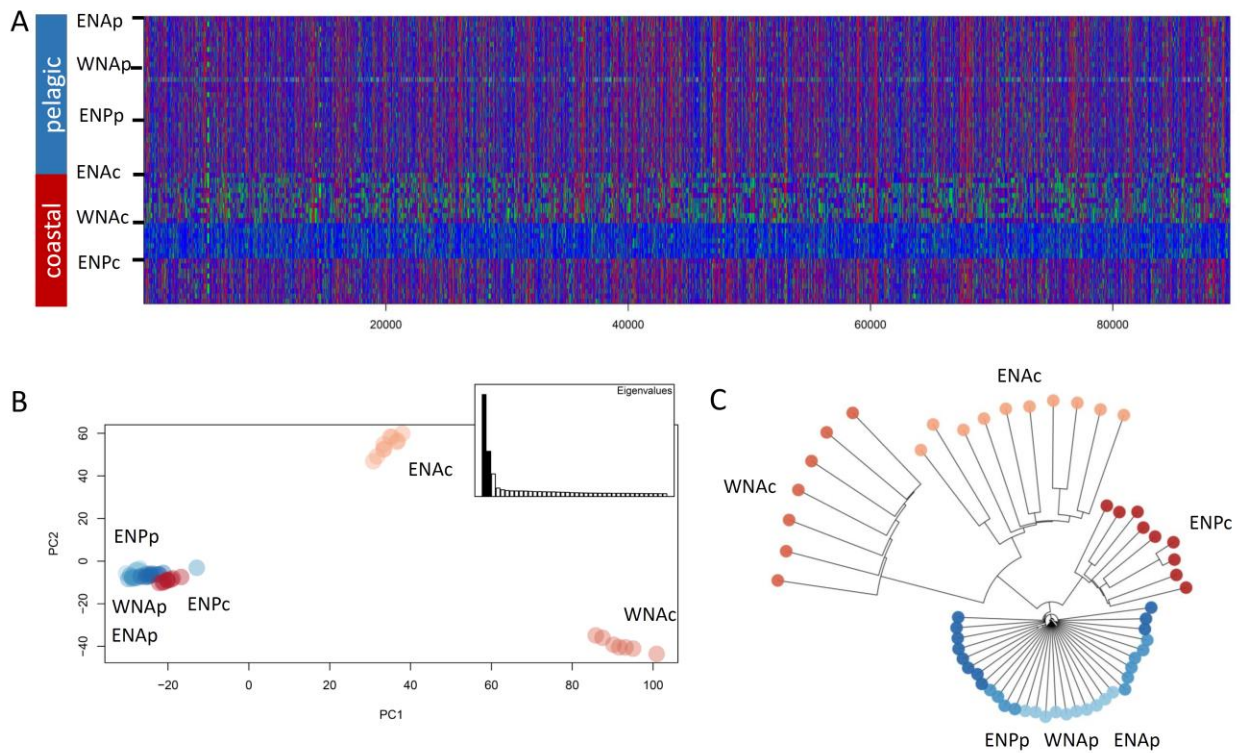 A
pelagic
coastal
ENAp
WNAp
ENPp
ENAc
WNAc
ENPc
20000 40000 60000 80000
B
Eigenvalues
PC2
60
40
20
0
−20
−40
ENAc
ENPp
WNAp
ENAp
ENPc
WNAc
−20 0 20 40 60 80 100
PC1
C
ENAc
WNAc
ENPc
ENPp WNAp ENAp